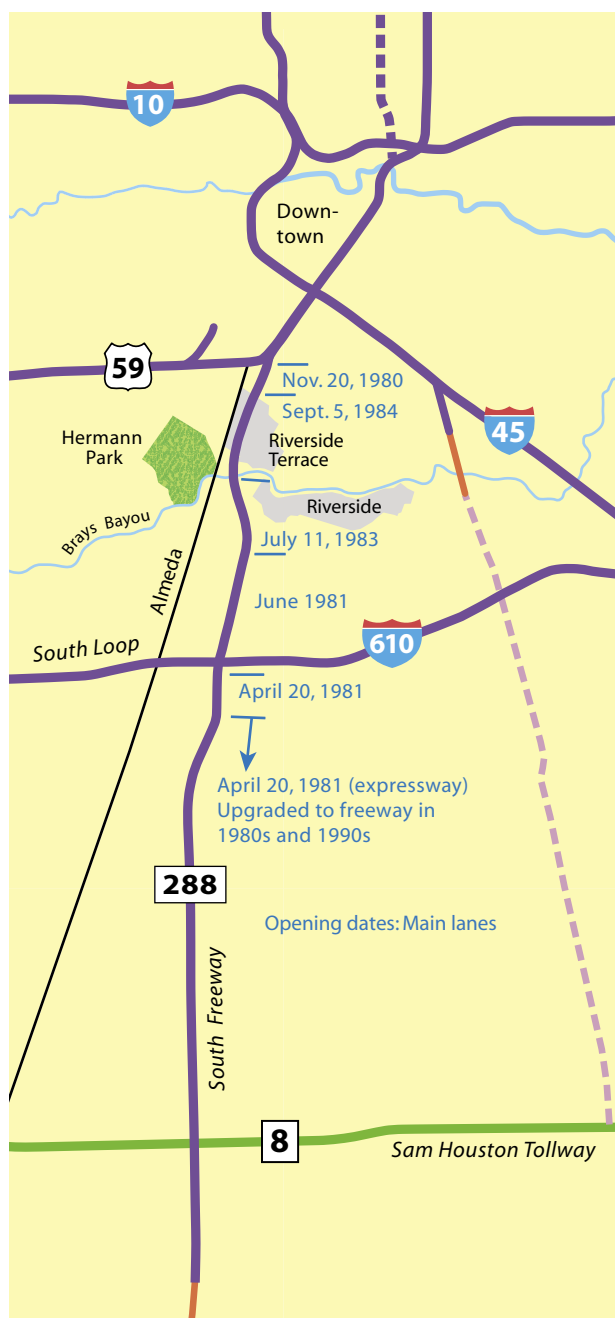 10
Down-
town
59
Nov. 20, 1980
Sept. 5, 1984
45
Hermann
Park
Riverside
Terrace
Brays Bayou
Riverside
July 11, 1983
Almeda
June 1981
South Loop
610
April 20, 1981
April 20, 1981 (expressway)
Upgraded to freeway in
1980s and 1990s
288
Opening dates: Main lanes
South Freeway
8
Sam Houston Tollway